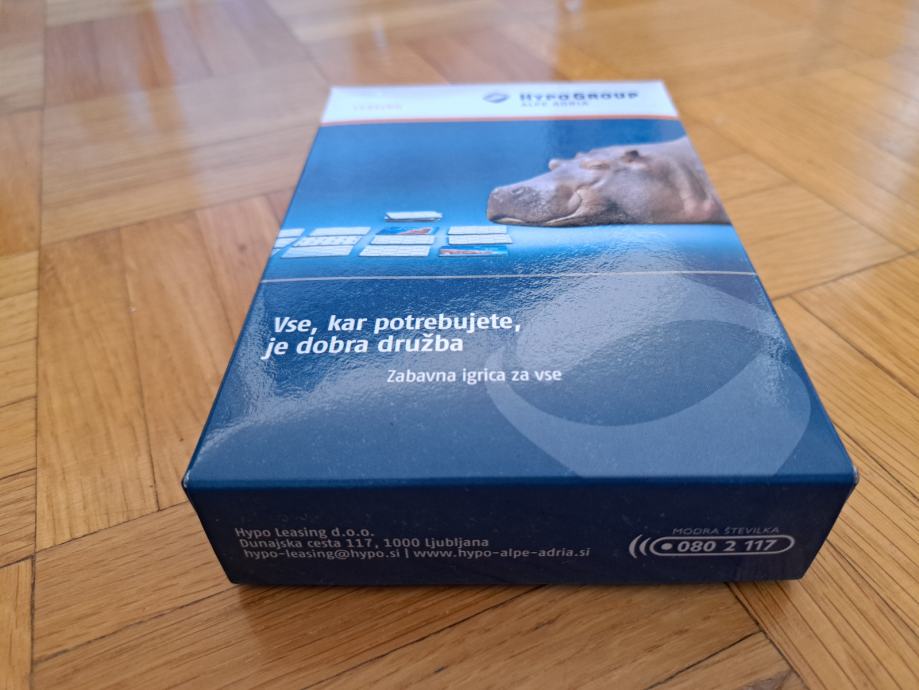 LEASING
HYPO GROUP
ALPE ADRIA
Vse, kar potrebujete,
je dobra družba
Zabavna igrica za vse
Hypo Leasing d.o.o.
Dunajska cesta 117, 1000 Ljubljana
hypo-leasing@hypo.si | www.hypo-alpe-adria.si
MODRA ŠTEVILKA
080 2 117